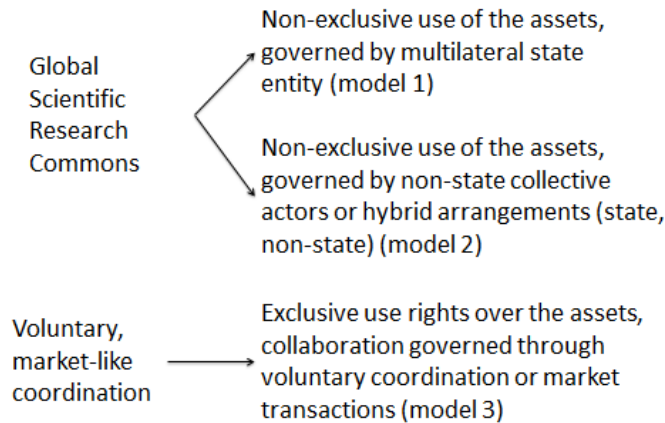 Global
Scientific
Research
Commons
Non-exclusive use of the assets,
governed by multilateral state
entity (model 1)
Non-exclusive use of the assets,
governed by non-state collective
actors or hybrid arrangements (state,
non-state) (model 2)
Voluntary,
market-like
coordination
Exclusive use rights over the assets,
collaboration governed through
voluntary coordination or market
transactions (model 3)